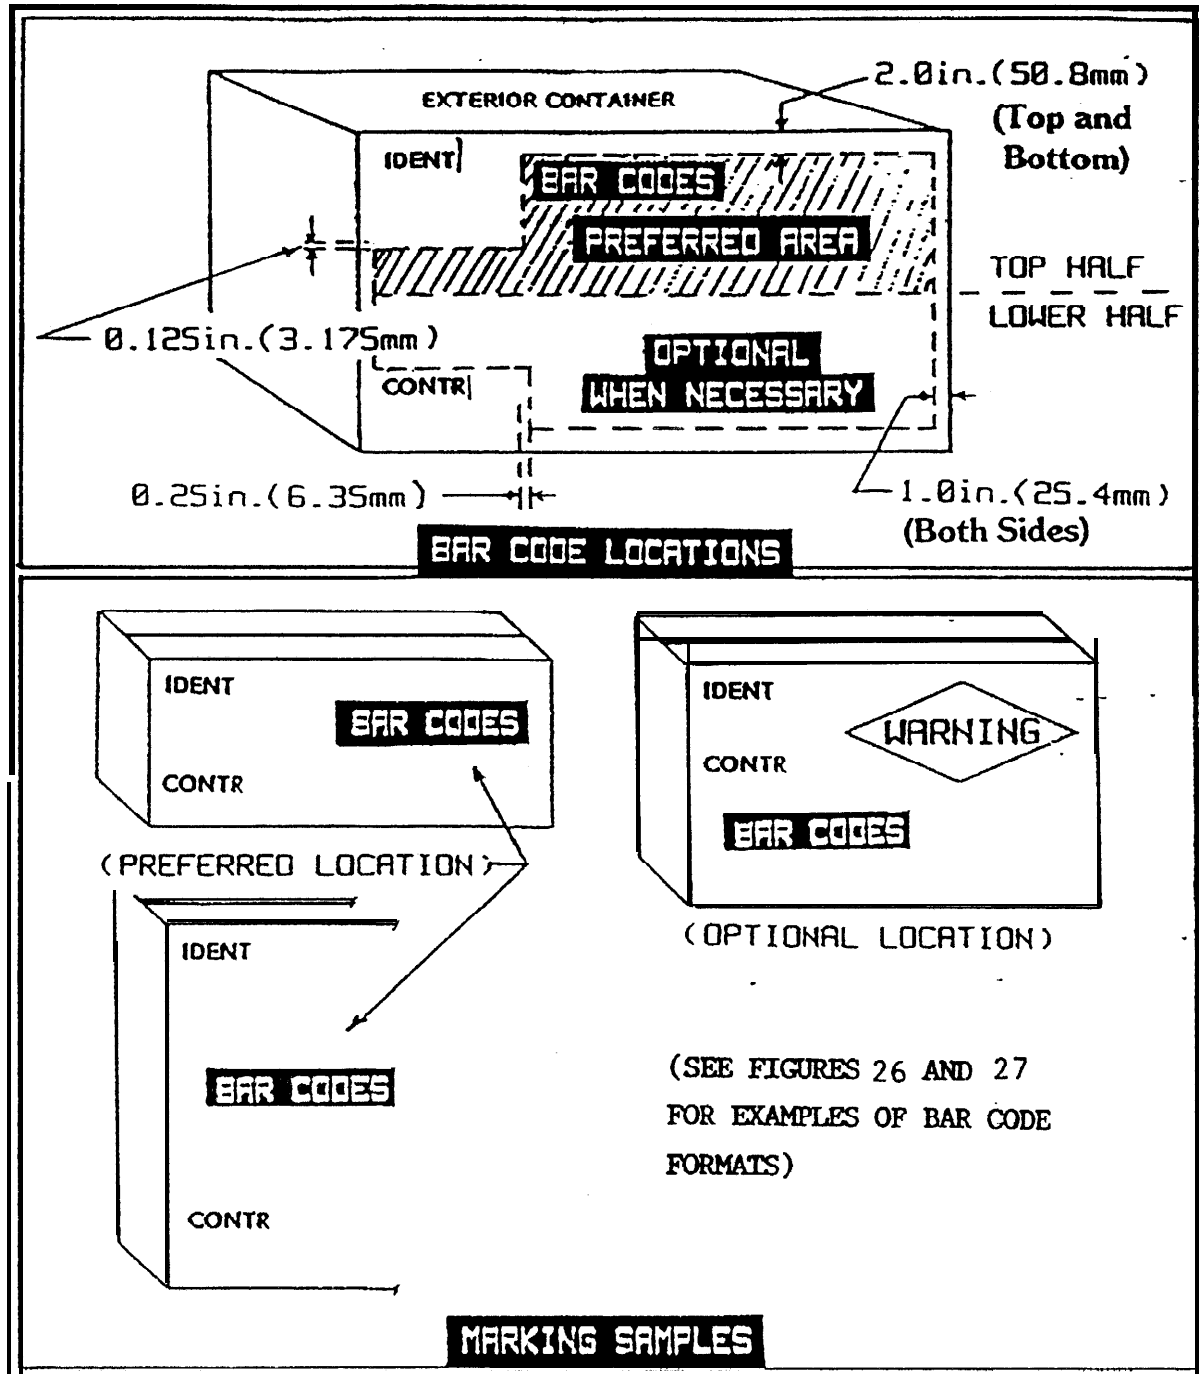 EXTERIOR CONTAINER
2.0in.(50.8mm)
(Top and
Bottom)
IDENT
BAR CODES
PREFERRED AREA
TOP HALF
LOWER HALF
0.125in.(3.175mm)
OPTIONAL
WHEN NECESSARY
CONTR
0.25in.(6.35mm)
1.0in.(25.4mm)
(Both Sides)
BAR CODE LOCATIONS
IDENT
BAR CODES
CONTR
(PREFERRED LOCATION)
IDENT
WARNING
CONTR
BAR CODES
(OPTIONAL LOCATION)
IDENT
BAR CODES
CONTR
(SEE FIGURES 26 AND 27
FOR EXAMPLES OF BAR CODE
FORMATS)
MARKING SAMPLES